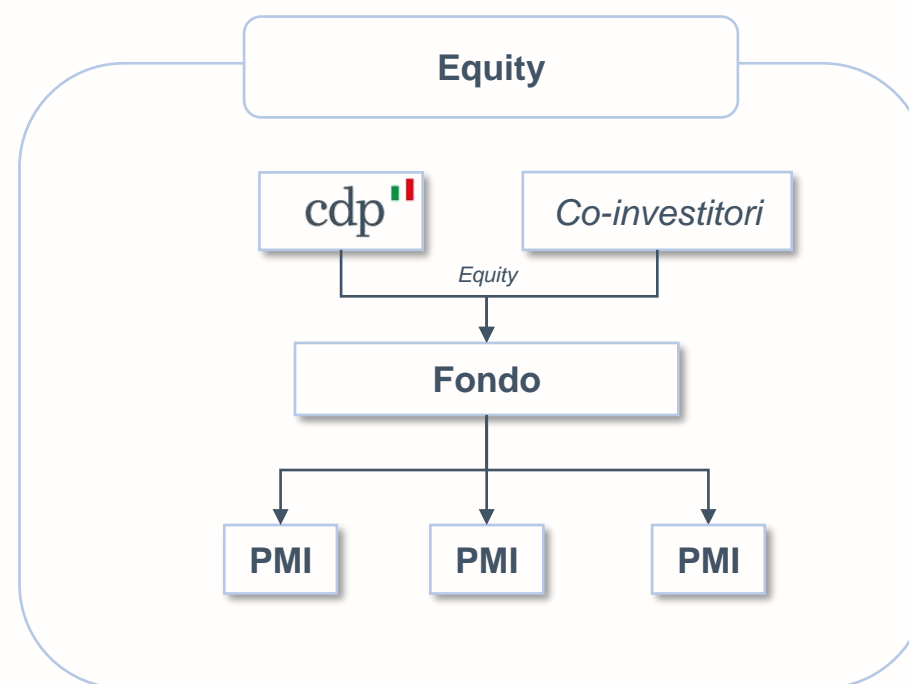 Equity
cdp
Co-investitori
Equity
Fondo
PMI
PMI
PMI